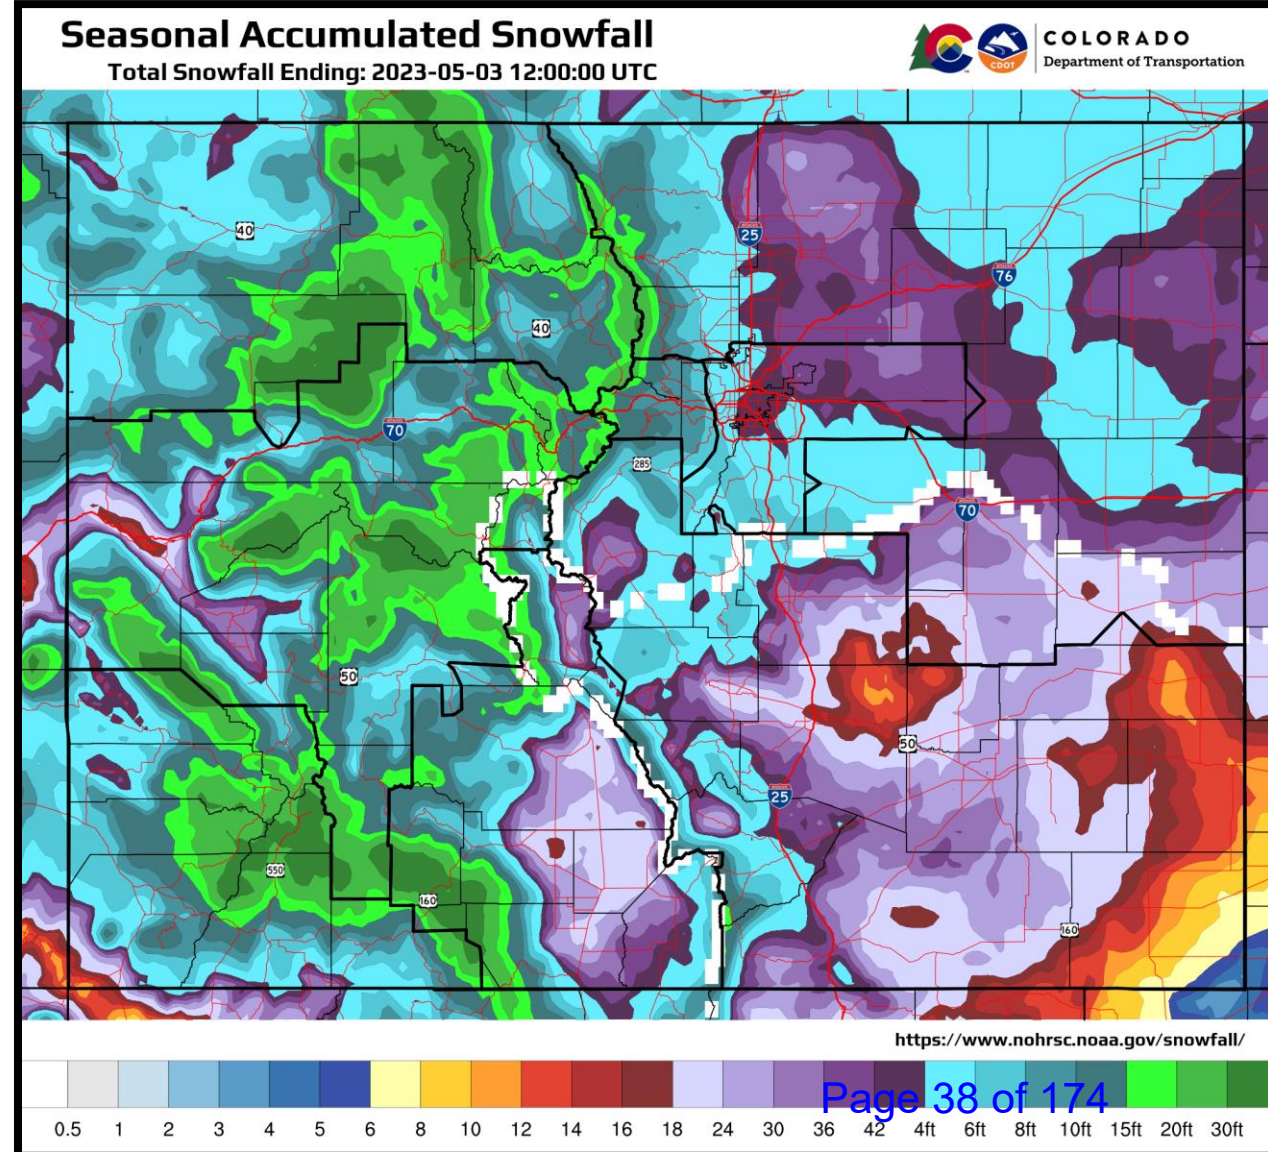 Seasonal Accumulated Snowfall
Total Snowfall Ending: 2023-05-03 12:00:00 UTC
CDOT
COLORADO
Department of Transportation
40
25
76
40
70
285
70
50
50
25
550
160
160
https://www.nohrsc.noaa.gov/snowfall/
Page 38 of 174
0.5 1 2 3 4 5 6 8 10 12 14 16 18 24 30 36 42 4ft 6ft 8ft 10ft 15ft 20ft 30ft